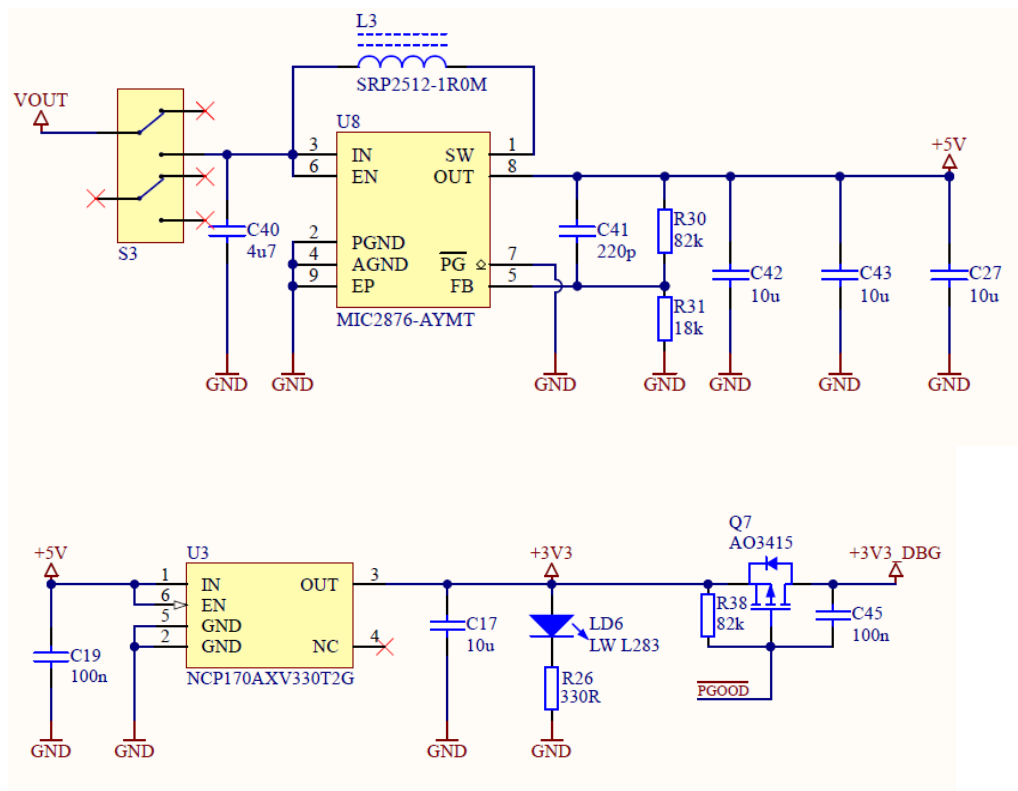 L3
SRP2512-1R0M
VOUT
S3
C40
4u7
U8
3
6
2
4
9
IN
EN
PGND
AGND
EP
SW
OUT
PG
FB
1
8
7
5
MIC2876-AYMT
C41
220p
R30
82k
R31
18k
C42
10u
C43
10u
+5V
C27
10u
GND
GND
GND
GND
GND
GND
GND
+5V
C19
100n
U3
1
6
5
2
IN
EN
GND
GND
OUT
NC
3
4
NCP170AXV330T2G
C17
10u
+3V3
LD6
LW L283
R26
330R
Q7
AO3415
R38
82k
+3V3_DBG
C45
100n
PGOOD
GND
GND
GND
GND